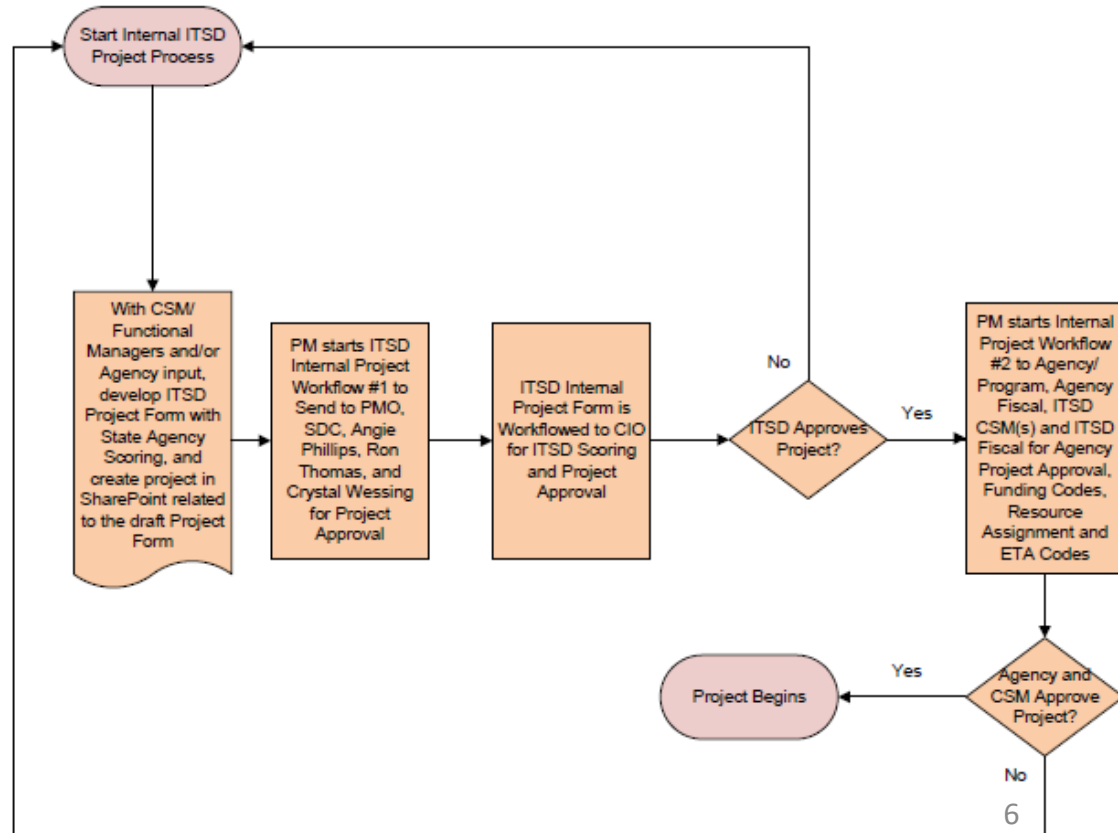 Start Internal ITSD
Project Process
With CSM/
Functional
Managers and/or
Agency input,
develop ITSD
Project Form with
State Agency
Scoring, and
create project in
SharePoint related
to the draft Project
Form
PM starts ITSD
Internal Project
Workflow #1 to
Send to PMO,
SDC, Angie
Phillips, Ron
Thomas, and
Crystal Wessing
for Project
Approval
ITSD Internal
Project Form is
Workflowed to CIO
for ITSD Scoring
and Project
Approval
ITSD Approves
Project?
No
Yes
PM starts Internal
Project Workflow
#2 to Agency/
Program, Agency
Fiscal, ITSD
CSM(s) and ITSD
Fiscal for Agency
Project Approval,
Funding Codes,
Resource
Assignment and
ETA Codes
Agency and
CSM Approve
Project?
Yes
Project Begins
No
6